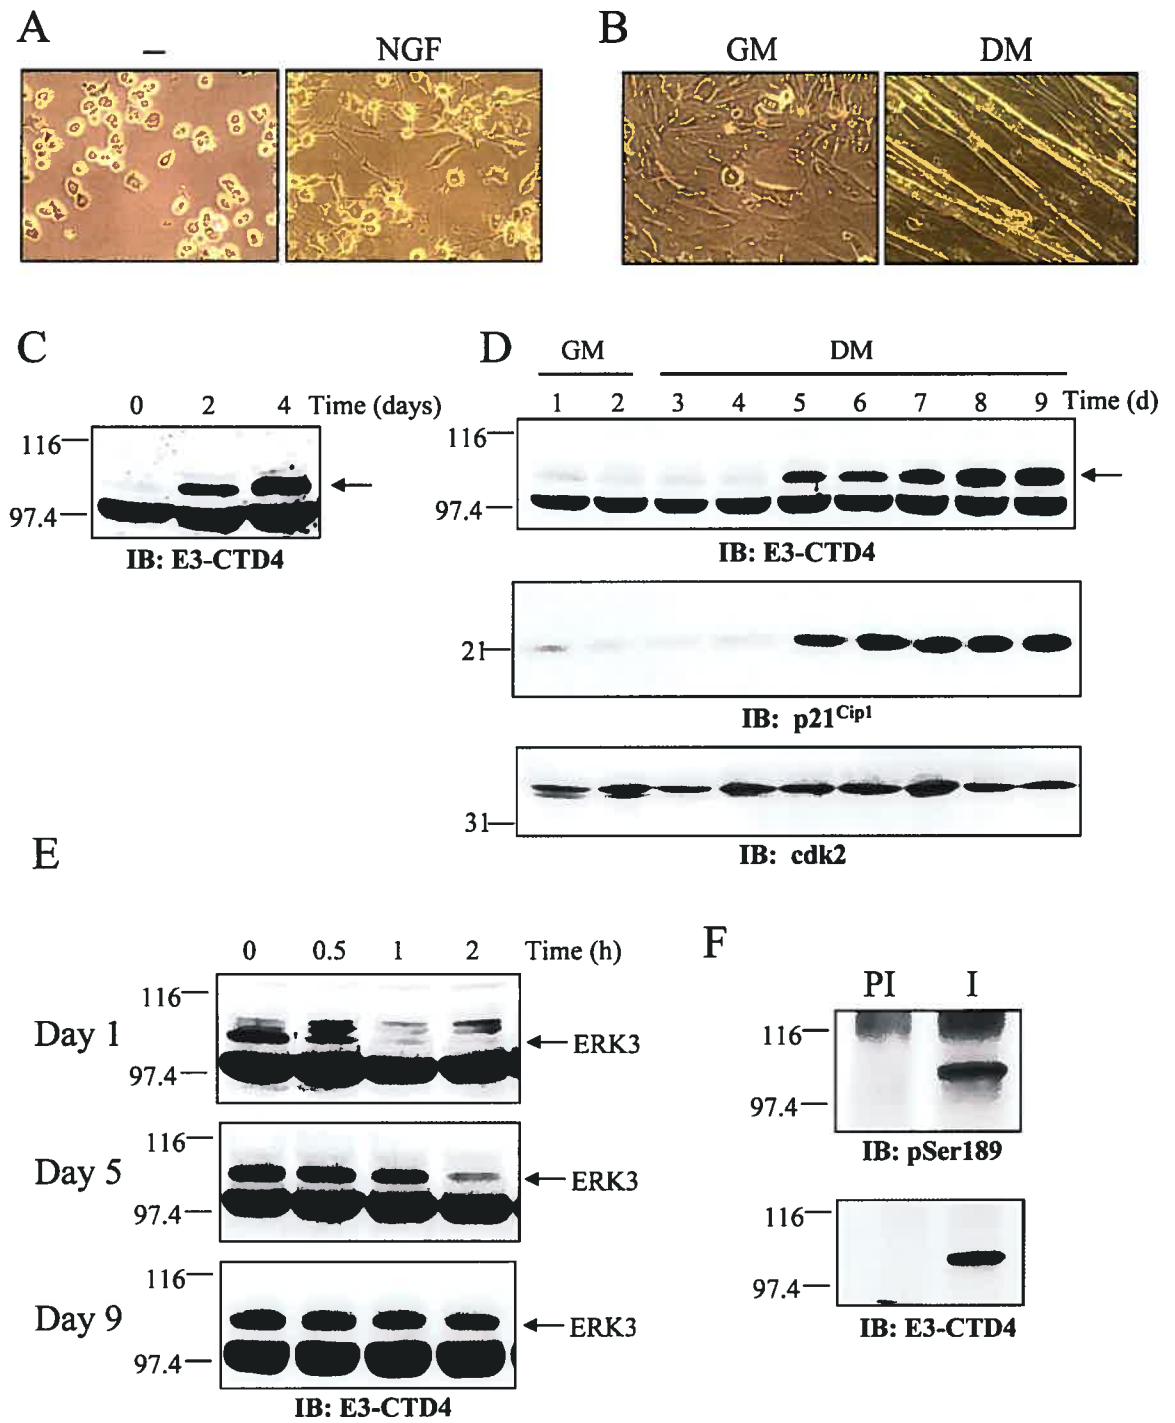 A
–
NGF
B
GM
DM
C
0 2 4 Time (days)
116
97.4
IB: E3-CTD4
D
GM
DM
1 2 3 4 5 6 7 8 9 Time (d)
116
97.4
IB: E3-CTD4
21
IB: p21Cip1
31
IB: cdk2
E
0 0.5 1 2 Time (h)
Day 1
116
97.4
ERK3
Day 5
116
97.4
ERK3
Day 9
116
97.4
ERK3
IB: E3-CTD4
F
PI I
116
97.4
IB: pSer189
116
97.4
IB: E3-CTD4